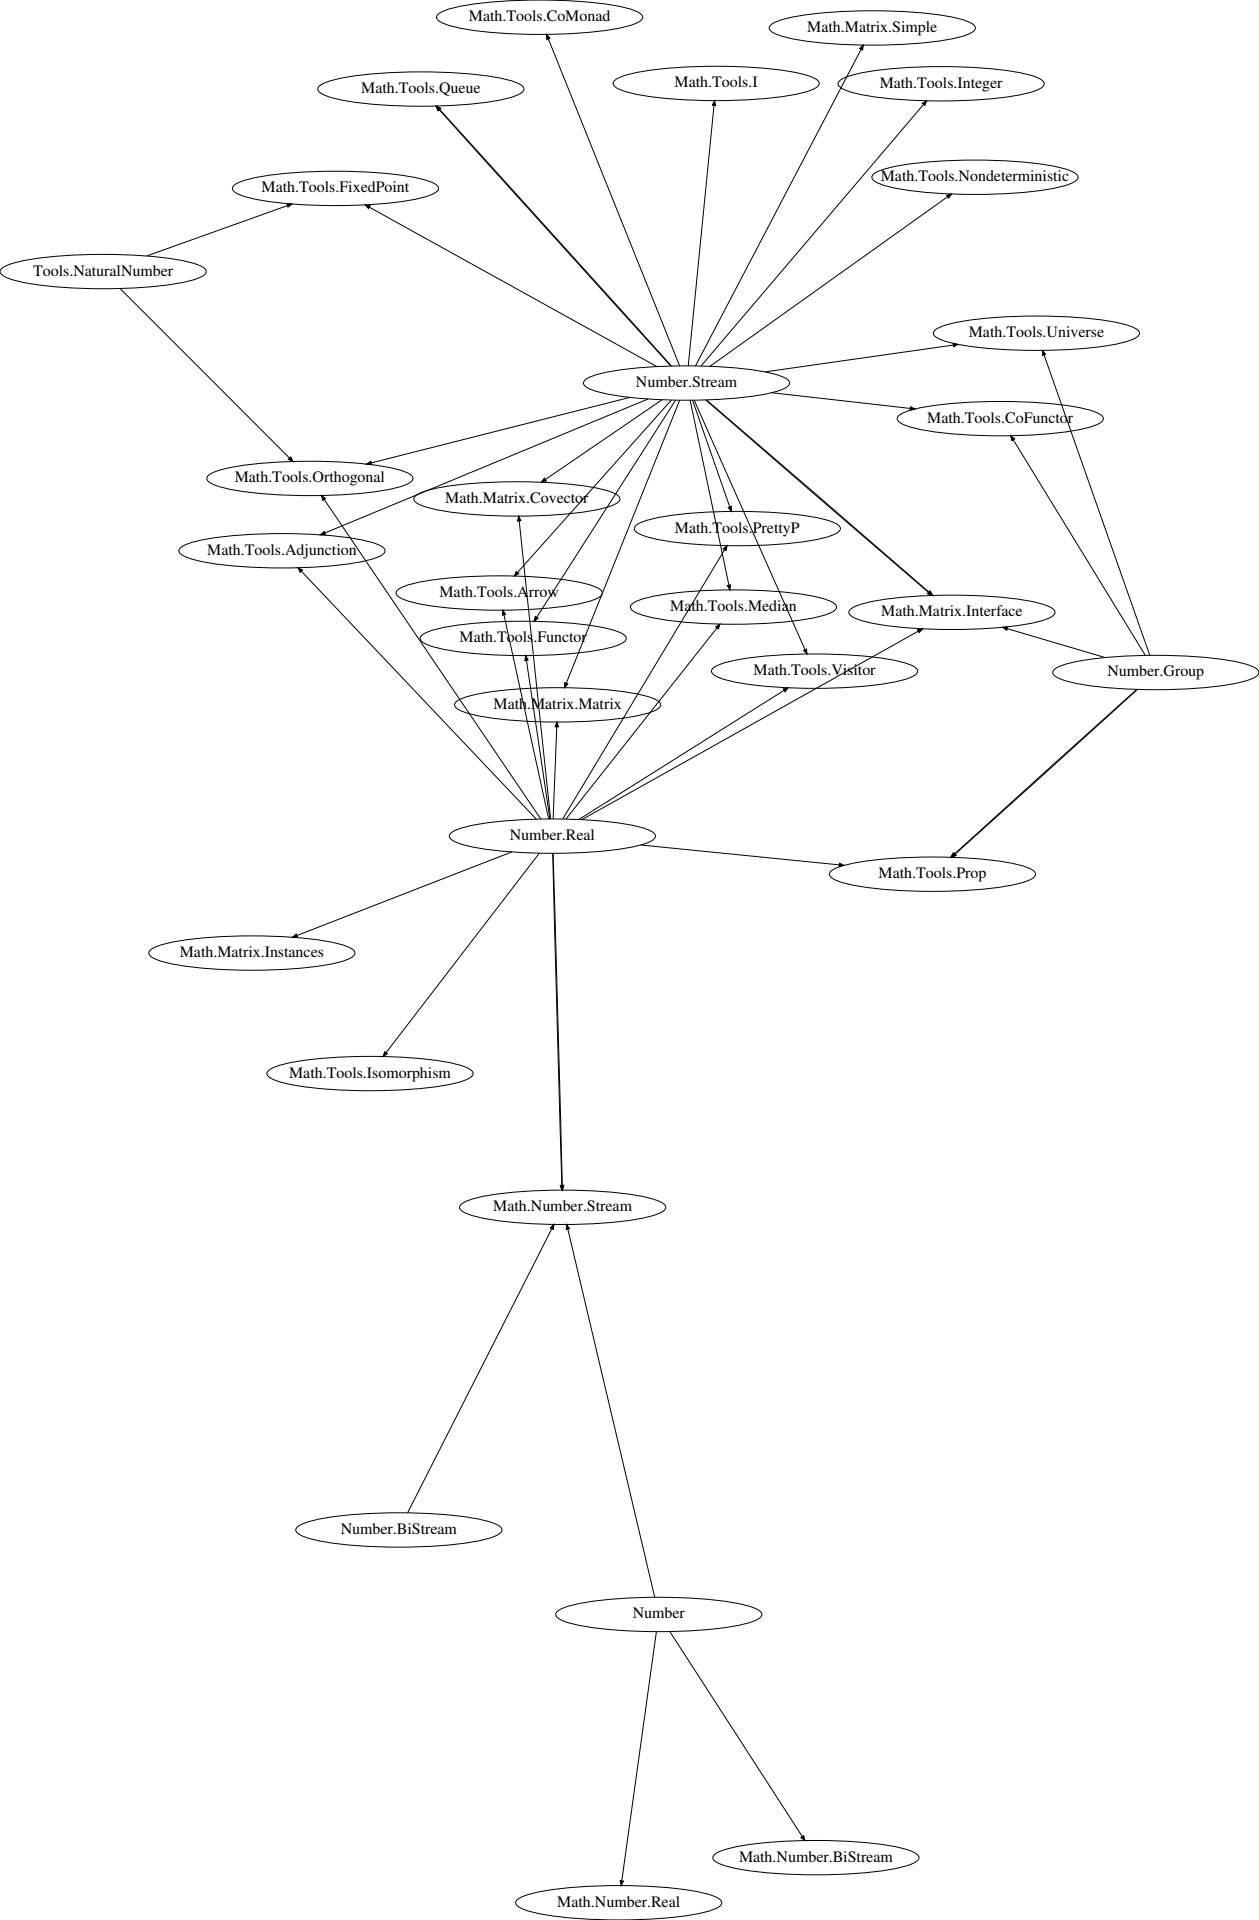 Math.Tools.CoMonad
Math.Matrix.Simple
Math.Tools.Queue
Math.Tools.I
Math.Tools.Integer
Math.Tools.Nondeterministic
Math.Tools.FixedPoint
Tools.NaturalNumber
Math.Tools.Universe
Number.Stream
Math.Tools.CoFunctor
Math.Tools.Orthogonal
Math.Matrix.Covector
Math.Tools.PrettyP
Math.Tools.Adjunction
Math.Tools.Arrow
Math.Tools.Median
Math.Matrix.Interface
Math.Tools.Functor
Math.Tools.Visitor
Number.Group
Math.Matrix.Matrix
Number.Real
Math.Tools.Prop
Math.Matrix.Instances
Math.Tools.Isomorphism
Math.Number.Stream
Number.BiStream
Number
Math.Number.BiStream
Math.Number.Real